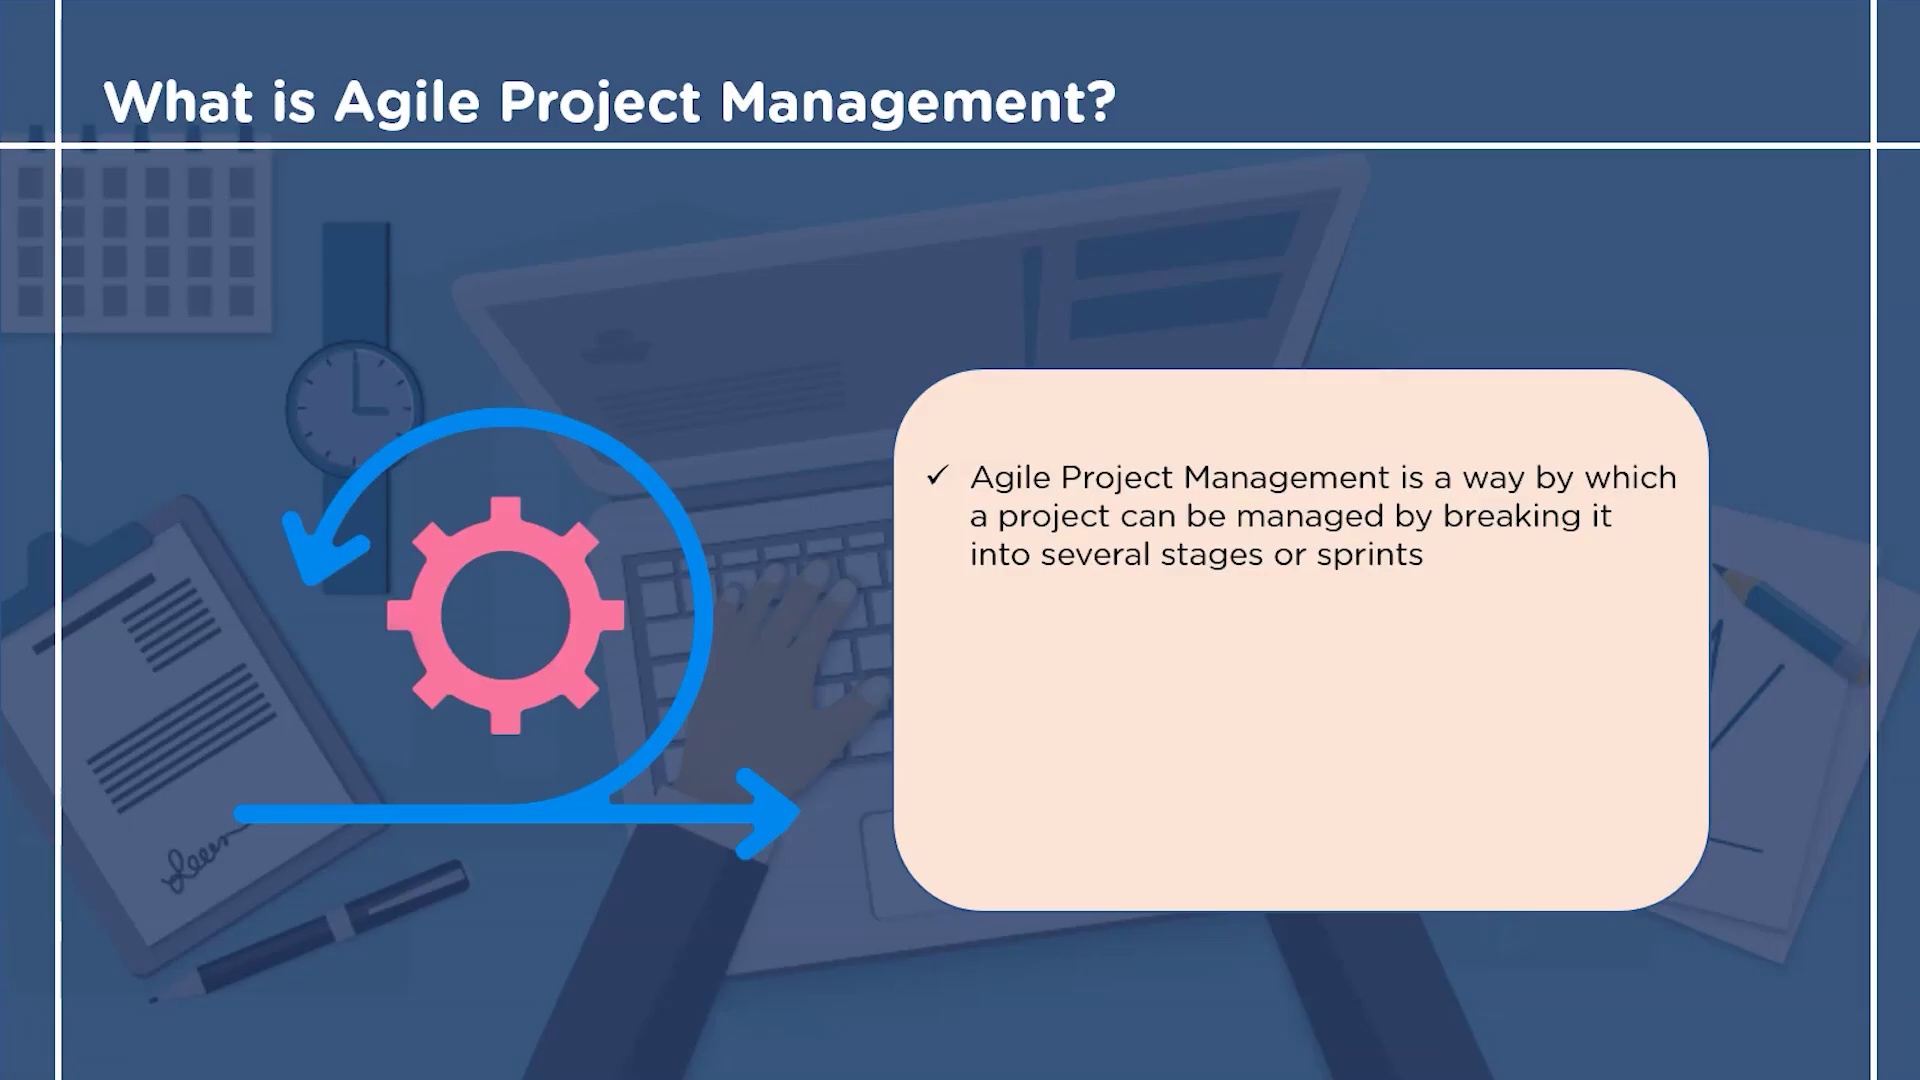 What is Agile Project Management?
✓ Agile Project Management is a way by which
a project can be managed by breaking it
into several stages or sprints